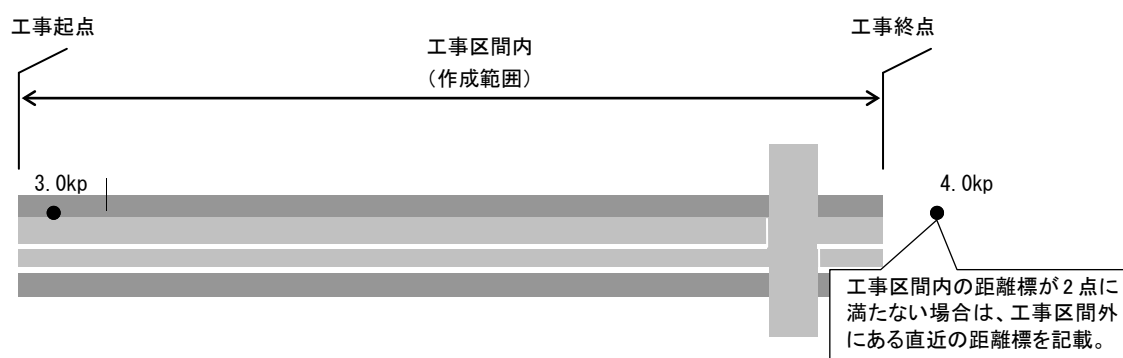 工事起点
工事終点
工事区間内
（作成範囲）
3.0kp
4.0kp
工事区間内の距離標が2点に
満たない場合は、工事区間外
にある直近の距離標を記載。